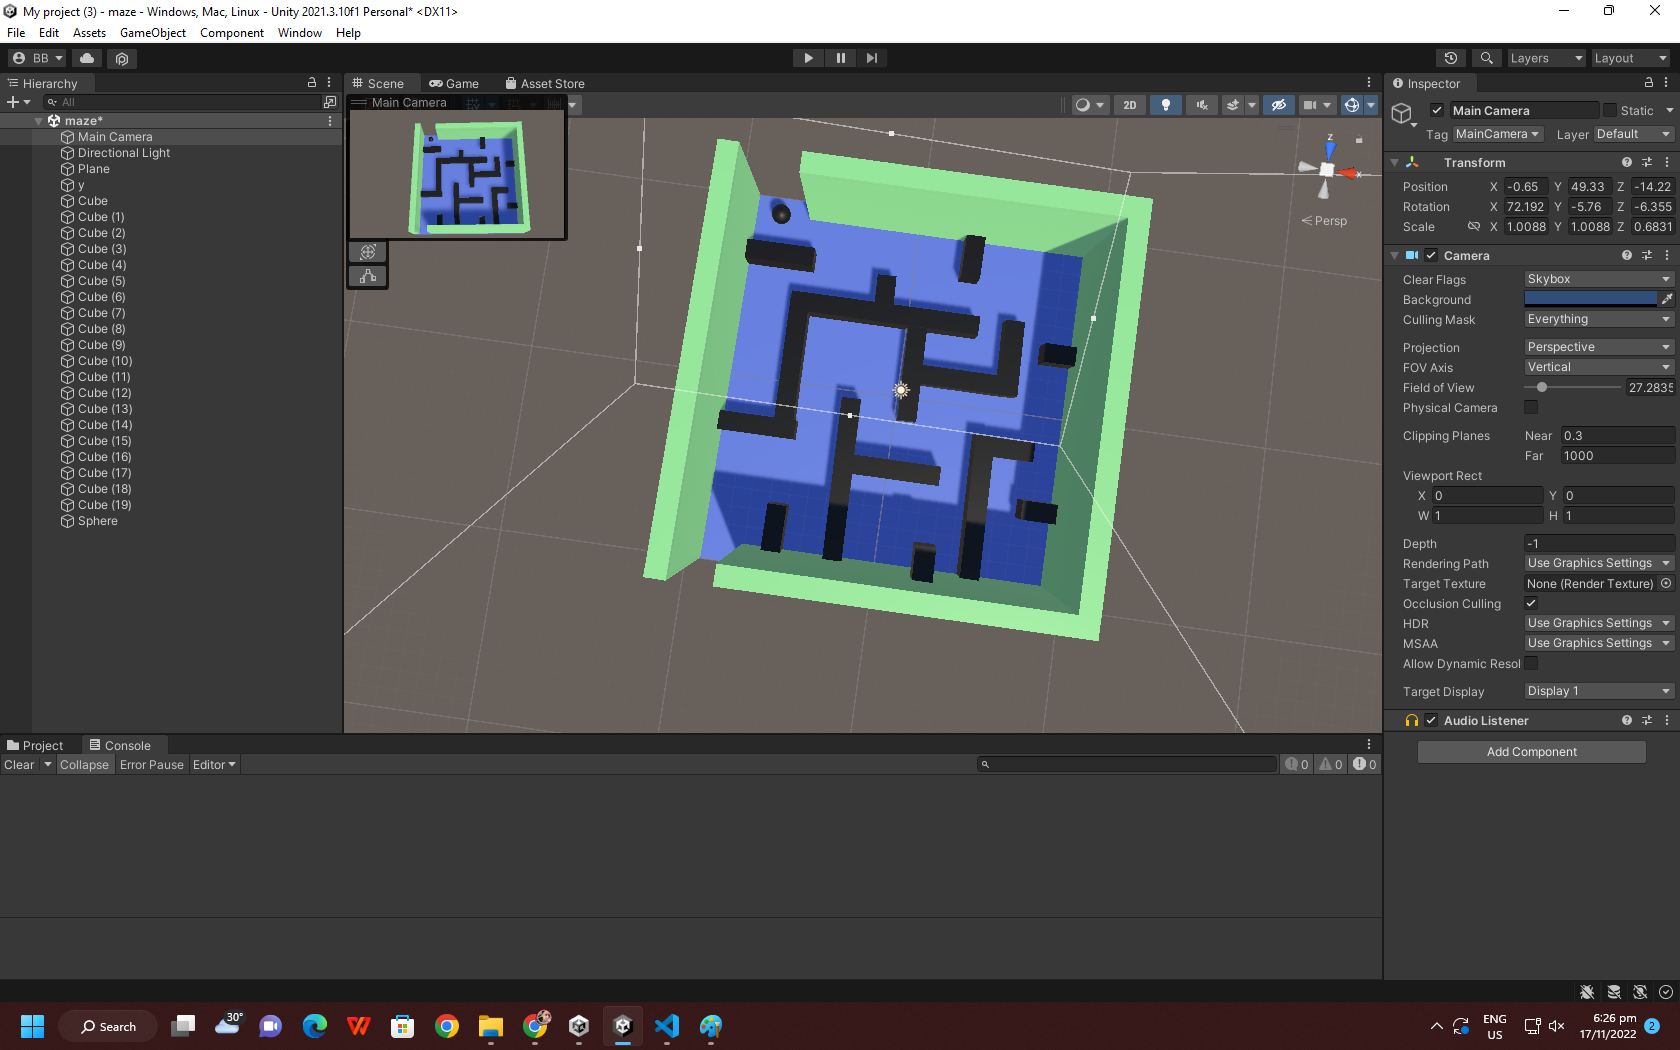 My project (3) - maze - Windows, Mac, Linux - Unity 2021.3.10f1 Personal* <DX11>
File Edit Assets GameObject Component Window Help
BB Layers Layout
Hierarchy
All
maze*
Main Camera
Directional Light
Plane
y
Cube
Cube (1)
Cube (2)
Cube (3)
Cube (4)
Cube (5)
Cube (6)
Cube (7)
Cube (8)
Cube (9)
Cube (10)
Cube (11)
Cube (12)
Cube (13)
Cube (14)
Cube (15)
Cube (16)
Cube (17)
Cube (18)
Cube (19)
Sphere
Scene Game Asset Store
Main Camera
2D
z
x
Persp
Inspector
Main Camera Static
Tag MainCamera Layer Default
Transform
Position X -0.65 Y 49.33 Z -14.22
Rotation X 72.192 Y -5.76 Z -6.355
Scale X 1.0088 Y 1.0088 Z 0.6831
Camera
Clear Flags Skybox
Background
Culling Mask Everything
Projection Perspective
FOV Axis Vertical
Field of View 27.2835
Physical Camera
Clipping Planes Near 0.3
Far 1000
Viewport Rect
X 0 Y 0
W 1 H 1
Depth -1
Rendering Path Use Graphics Settings
Target Texture None (Render Texture)
Occlusion Culling
HDR Use Graphics Settings
MSAA Use Graphics Settings
Allow Dynamic Resol
Target Display Display 1
Audio Listener
Add Component
Project Console
Clear Collapse Error Pause Editor 0 0 0
30°
Search
ENG
US
6:26 pm
17/11/2022
2